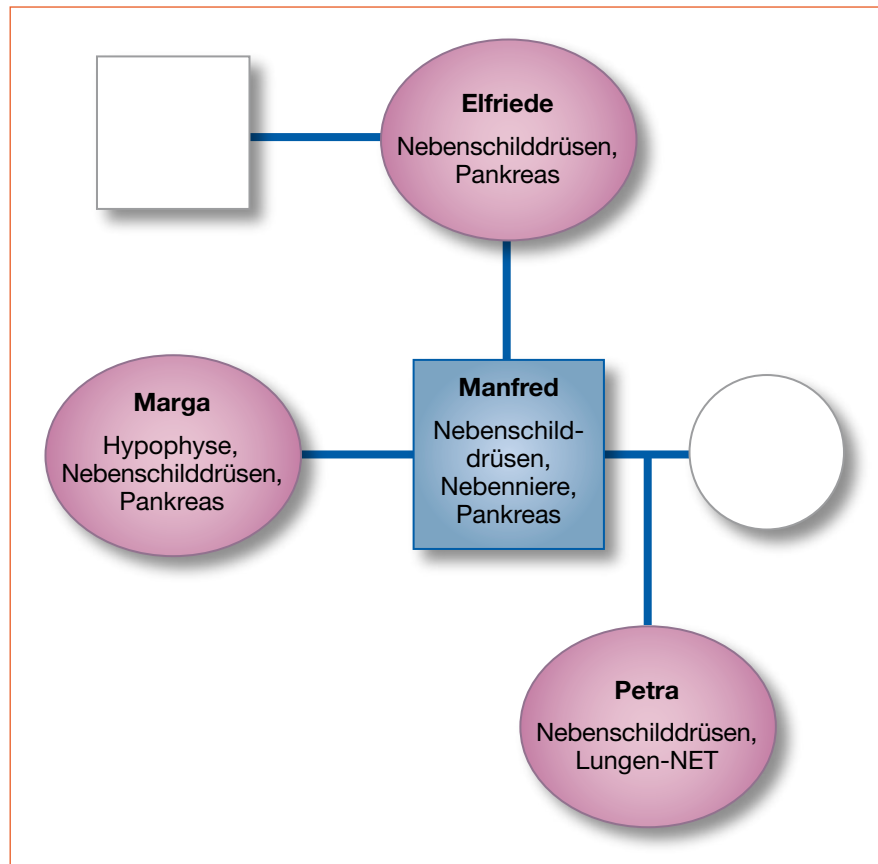 Elfriede
Nebenschilddrüsen,
Pankreas
Marga
Hypophyse,
Nebenschilddrüsen,
Pankreas
Manfred
Nebenschild-
drüsen,
Nebenniere,
Pankreas
Petra
Nebenschilddrüsen,
Lungen-NET